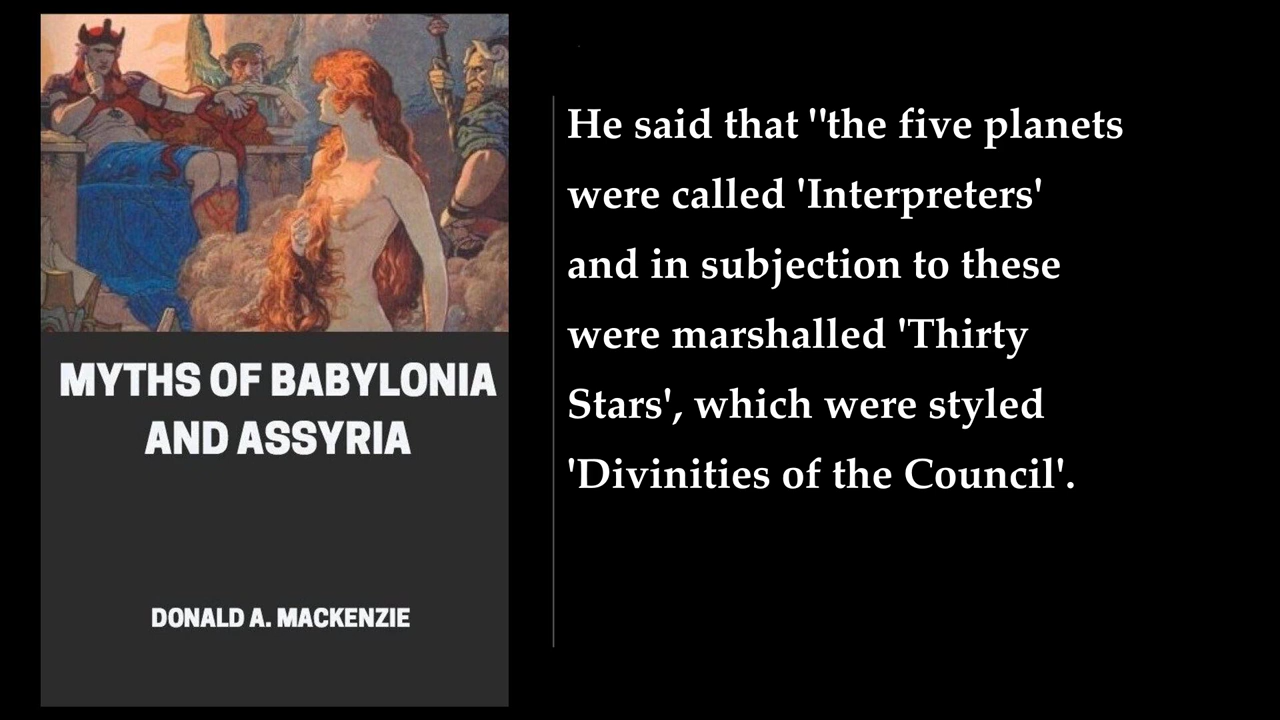 MYTHS OF BABYLONIA
AND ASSYRIA
DONALD A. MACKENZIE
He said that "the five planets
were called 'Interpreters'
and in subjection to these
were marshalled 'Thirty
Stars', which were styled
'Divinities of the Council'.